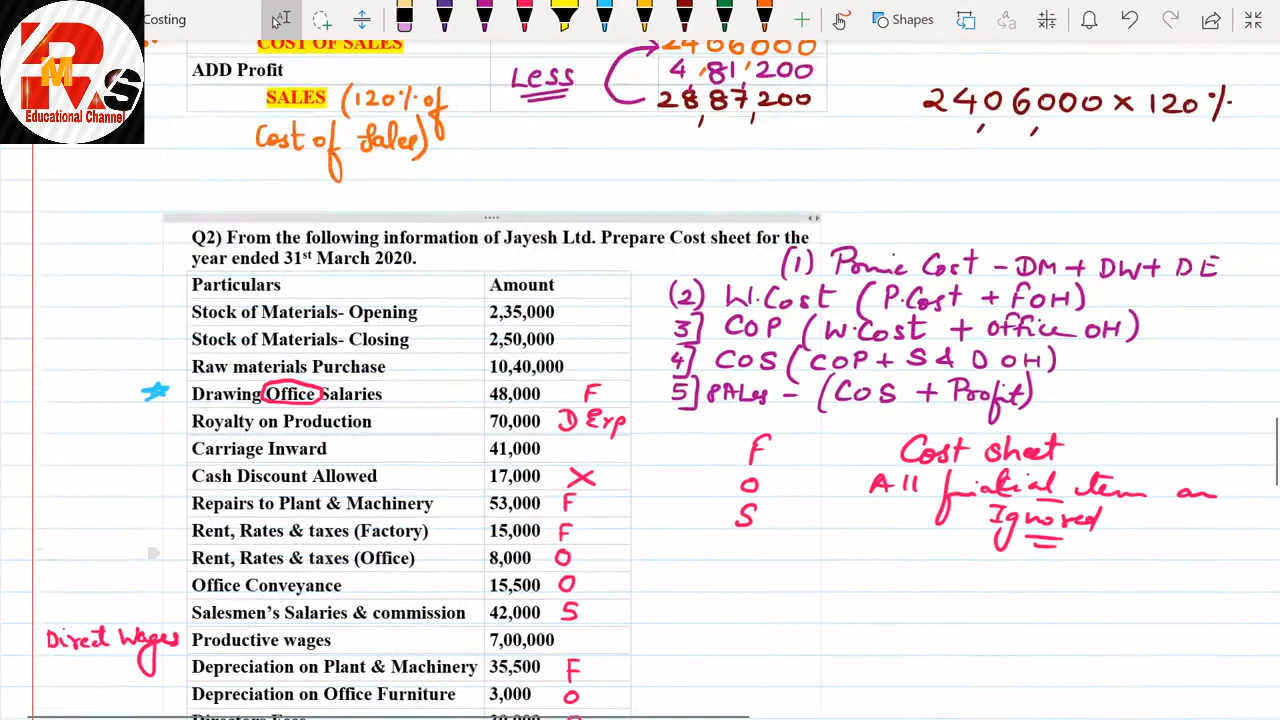 Costing
Shapes
RMS
Educational Channel
COST OF SALES 2406000
ADD Profit Less 4,81,200
SALES (120% of 2887200
Cost of Sales)
2406000 x 120%
Q2) From the following information of Jayesh Ltd. Prepare Cost sheet for the
year ended 31st March 2020.
Particulars Amount
Stock of Materials- Opening 2,35,000
Stock of Materials- Closing 2,50,000
Raw materials Purchase 10,40,000
Drawing Office Salaries 48,000 F
Royalty on Production 70,000 D Exp
Carriage Inward 41,000
Cash Discount Allowed 17,000 X
Repairs to Plant & Machinery 53,000 F
Rent, Rates & taxes (Factory) 15,000 F
Rent, Rates & taxes (Office) 8,000 O
Office Conveyance 15,500 O
Salesmen's Salaries & commission 42,000 S
Direct Wages Productive wages 7,00,000
Depreciation on Plant & Machinery 35,500 F
Depreciation on Office Furniture 3,000 O
(1) Cost - DM + DW + DE
(2) W.Cost (P.Cost + FOH)
3] COP (W.Cost + office OH)
4] COS (COP + S & D OH)
5] SALes - (COS + Profit)
F
O
S
Cost sheet
All item are
Ignored